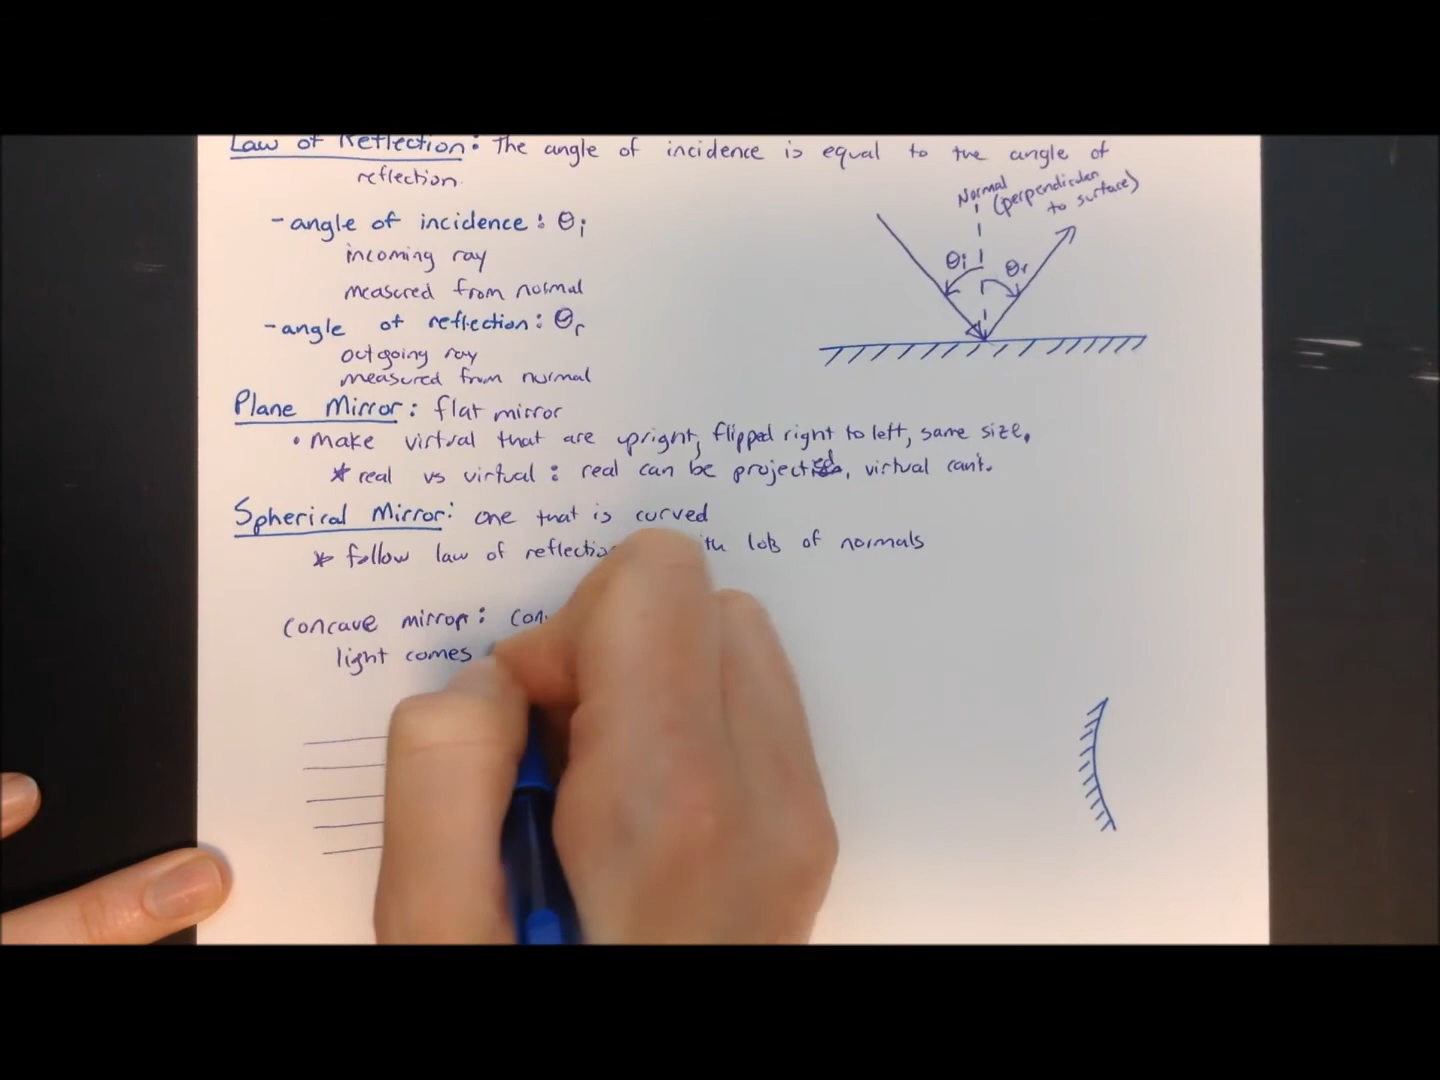 Law of Reflection: The angle of incidence is equal to the angle of
reflection.
Normal
(perpendicular
to surface)
- angle of incidence: θi
incoming ray
measured from normal
θi
θr
- angle of reflection: θr
outgoing ray
measured from normal
Plane Mirror: flat mirror
• Make virtual that are upright, flipped right to left, same size.
* real vs virtual: real can be projected, virtual can't.
Spherical Mirror: one that is curved
* follow law of reflection lots of normals
concave mirror:
light comes